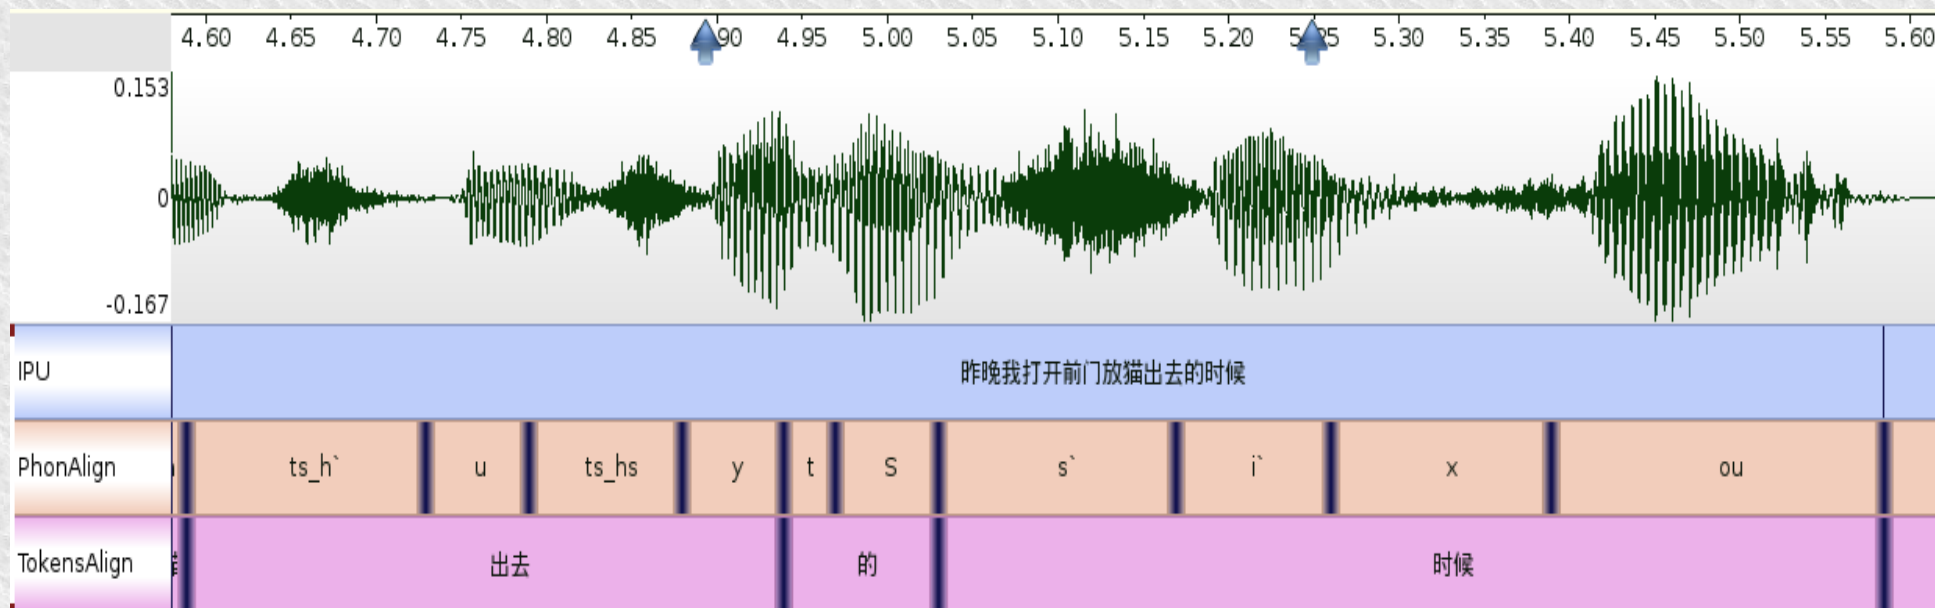 4.60 4.65 4.70 4.75 4.80 4.85 4.90 4.95 5.00 5.05 5.10 5.15 5.20 5.25 5.30 5.35 5.40 5.45 5.50 5.55 5.60
0.153
0
-0.167
IPU 昨晚我打开前门放猫出去的时候
PhonAlign ts_h` u ts_hs y t S s` i` x ou
TokensAlign 出去 的 时候